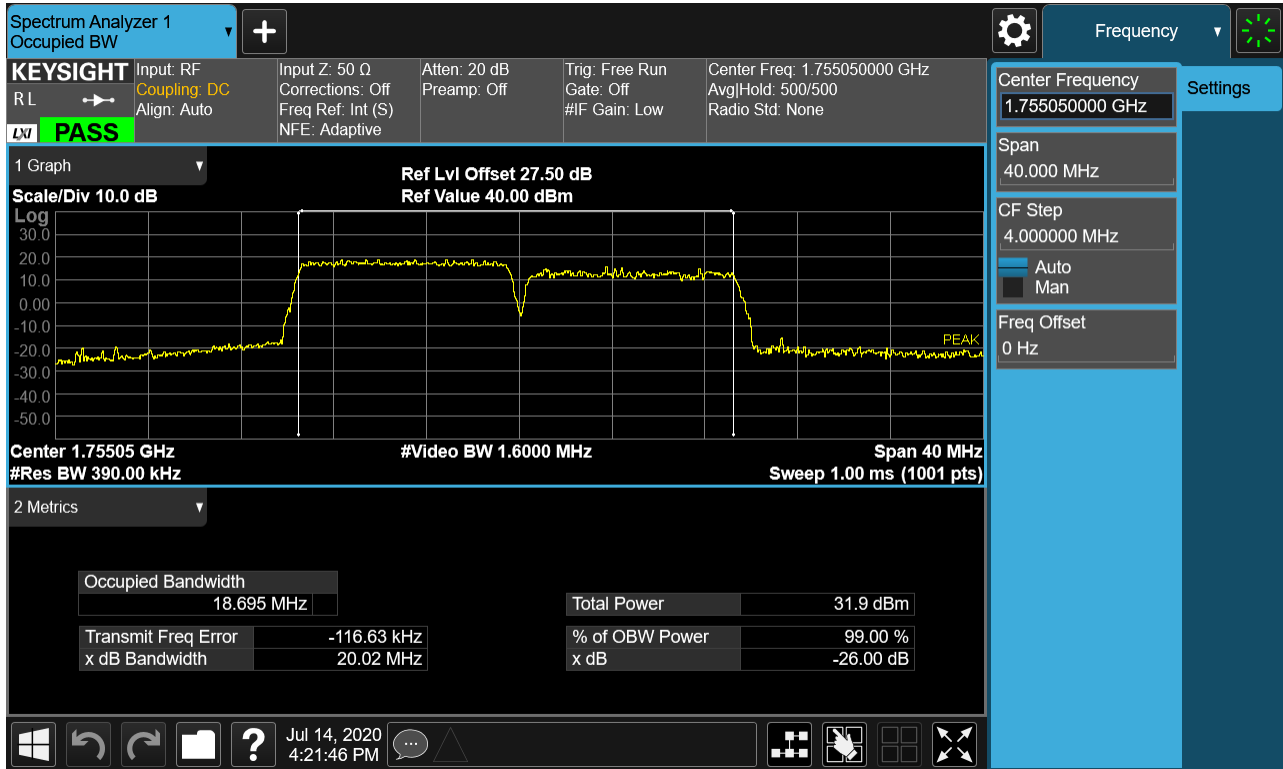 Spectrum Analyzer 1
Occupied BW
Frequency
KEYSIGHT
R L
LXI
PASS
Input: RF
Coupling: DC
Align: Auto
Input Z: 50 Ω
Corrections: Off
Freq Ref: Int (S)
NFE: Adaptive
Atten: 20 dB
Preamp: Off
Trig: Free Run
Gate: Off
#IF Gain: Low
Center Freq: 1.755050000 GHz
Avg|Hold: 500/500
Radio Std: None
Center Frequency
1.755050000 GHz
Settings
Span
40.000 MHz
CF Step
4.000000 MHz
Auto
Man
Freq Offset
0 Hz
1 Graph
Scale/Div 10.0 dB
Ref Lvl Offset 27.50 dB
Ref Value 40.00 dBm
Log
30.0
20.0
10.0
0.00
-10.0
-20.0
-30.0
-40.0
-50.0
PEAK
Center 1.75505 GHz
#Video BW 1.6000 MHz
Span 40 MHz
#Res BW 390.00 kHz
Sweep 1.00 ms (1001 pts)
2 Metrics
Occupied Bandwidth
18.695 MHz
Total Power 31.9 dBm
Transmit Freq Error -116.63 kHz
% of OBW Power 99.00 %
x dB Bandwidth 20.02 MHz
x dB -26.00 dB
Jul 14, 2020
4:21:46 PM